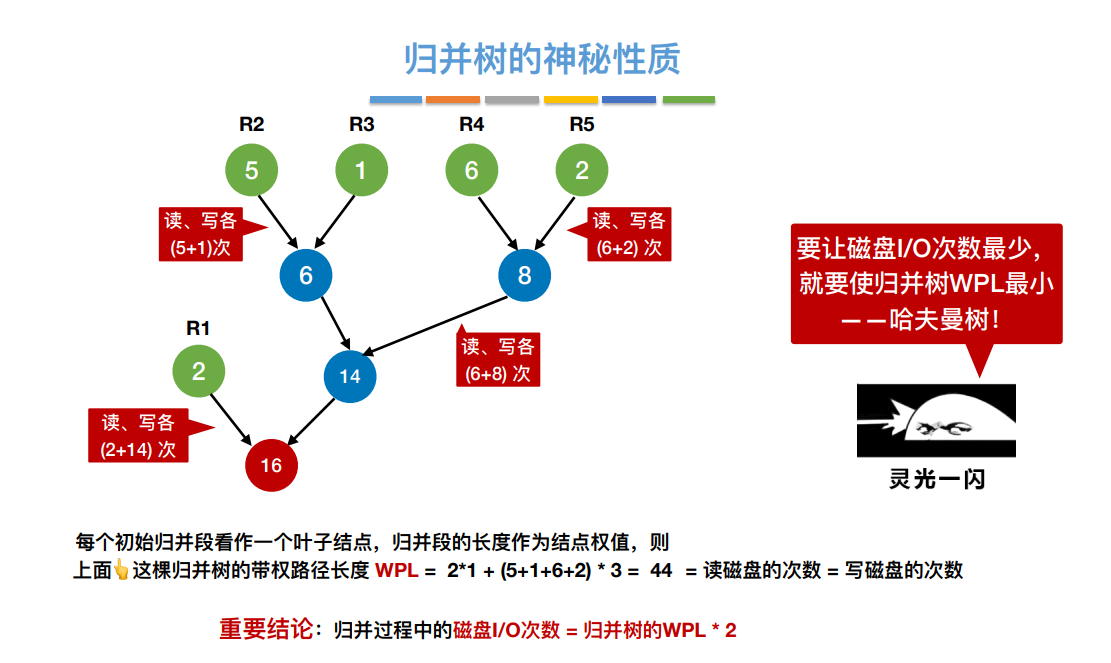 归并树的神秘性质
R2 R3 R4 R5
5 1 6 2
读、写各
(5+1)次
读、写各
(6+2) 次
6 8
要让磁盘I/O次数最少，
就要使归并树WPL最小
——哈夫曼树！
R1
读、写各
(6+8) 次
2 14
读、写各
(2+14) 次
16
灵光一闪
每个初始归并段看作一个叶子结点，归并段的长度作为结点权值，则
上面👆这棵归并树的带权路径长度 WPL = 2*1 + (5+1+6+2) * 3 = 44 = 读磁盘的次数 = 写磁盘的次数
重要结论：归并过程中的磁盘I/O次数 = 归并树的WPL * 2